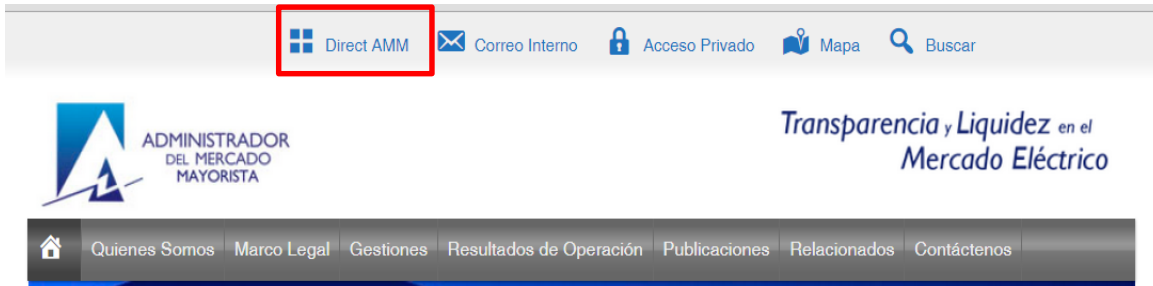 Direct AMM Correo Interno Acceso Privado Mapa Buscar
ADMINISTRADOR
DEL MERCADO
MAYORISTA
Transparencia y Liquidez en el
Mercado Eléctrico
Quienes Somos Marco Legal Gestiones Resultados de Operación Publicaciones Relacionados Contáctenos